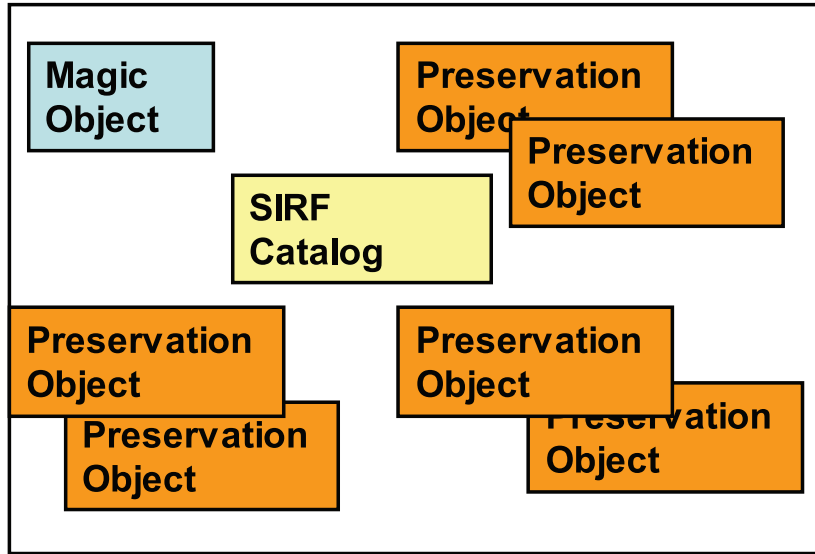 Magic
Object
Preservation
Object
Preservation
Object
SIRF
Catalog
Preservation
Object
Preservation
Object
Preservation
Object
Preservation
Object